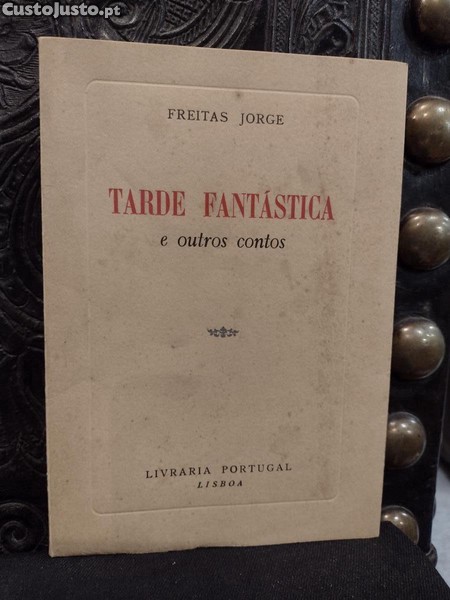 CustoJusto.pt
FREITAS JORGE
TARDE FANTÁSTICA
e outros contos
LIVRARIA PORTUGAL
LISBOA